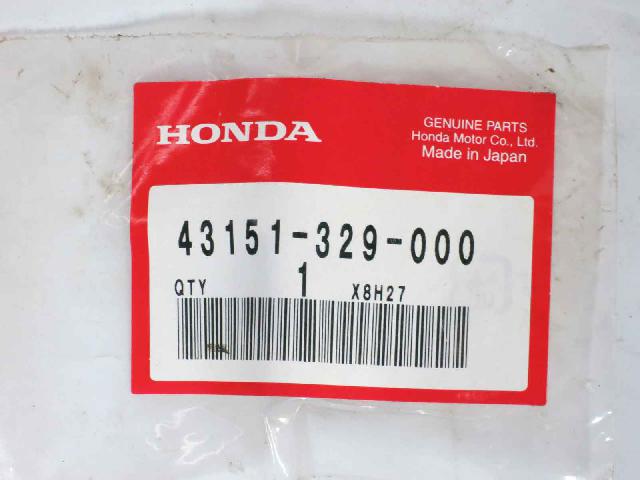 HONDA
GENUINE PARTS
Honda Motor Co., Ltd.
Made in Japan
43151-329-000
QTY 1 X8H27